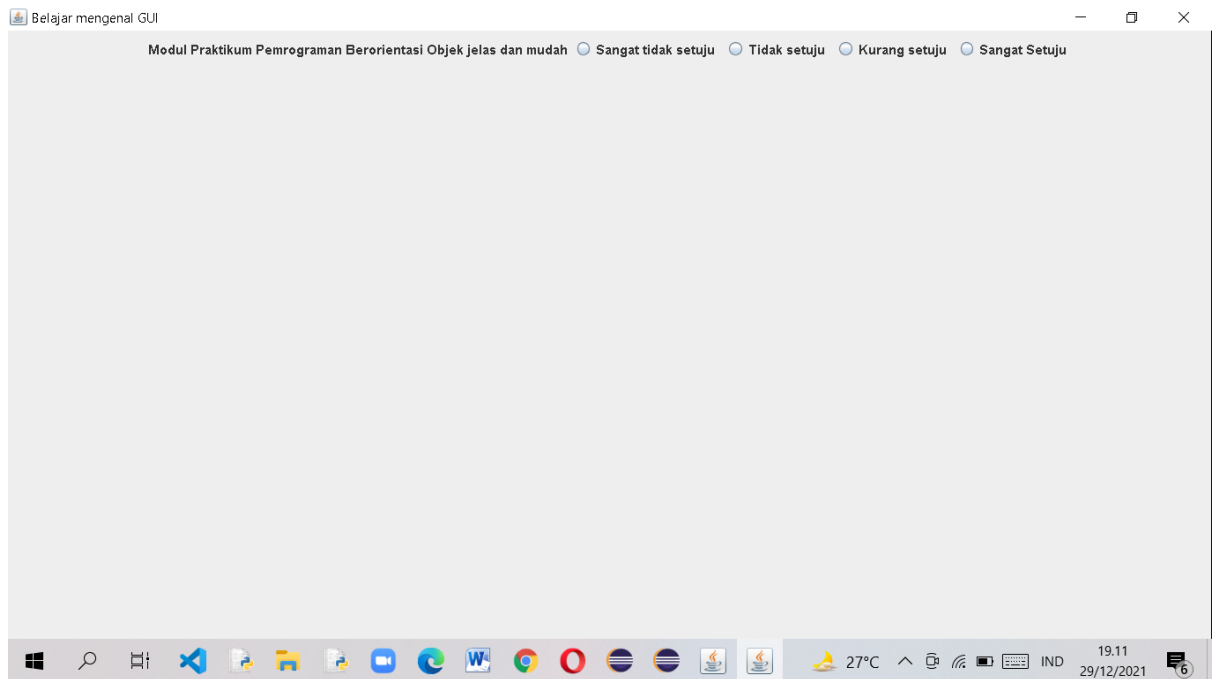 Belajar mengenal GUI
Modul Praktikum Pemrograman Berorientasi Objek jelas dan mudah Sangat tidak setuju Tidak setuju Kurang setuju Sangat Setuju
27°C IND 19.11
29/12/2021 6